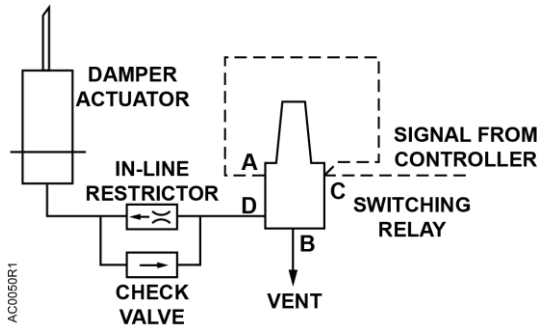 DAMPER
ACTUATOR
IN-LINE
RESTRICTOR
CHECK
VALVE
A
D
B
C
VENT
SIGNAL FROM
CONTROLLER
SWITCHING
RELAY
AC0050R1